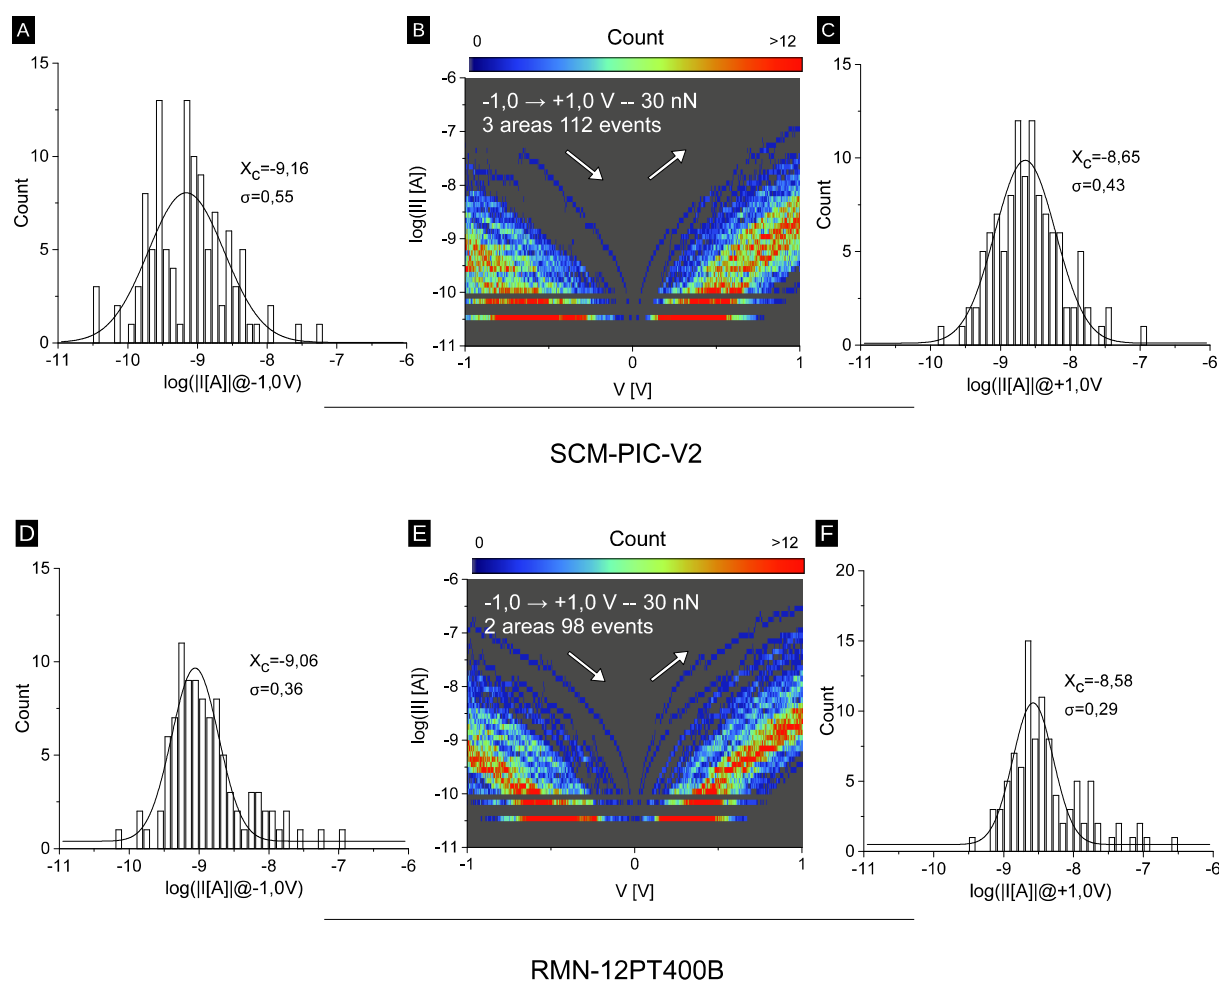 A
15
10
5
0
Count
X_C=-9,16
σ=0,55
-11 -10 -9 -8 -7 -6
log(|I[A]|@-1,0V)
B
0 Count >12
-6
-7
-8
-9
-10
-11
log(|I| [A])
-1,0 → +1,0 V -- 30 nN
3 areas 112 events
-1 0 1
V [V]
C
15
10
5
0
Count
X_C=-8,65
σ=0,43
-11 -10 -9 -8 -7 -6
log(|I[A]|@+1,0V
SCM-PIC-V2
D
15
10
5
0
Count
X_C=-9,06
σ=0,36
-11 -10 -9 -8 -7 -6
log(|I[A]|@-1,0V)
E
0 Count >12
-6
-7
-8
-9
-10
-11
log(|I| [A])
-1,0 → +1,0 V -- 30 nN
2 areas 98 events
-1 0 1
V [V]
F
20
15
10
5
0
Count
X_C=-8,58
σ=0,29
-11 -10 -9 -8 -7 -6
log(|I[A]|@+1,0V)
RMN-12PT400B